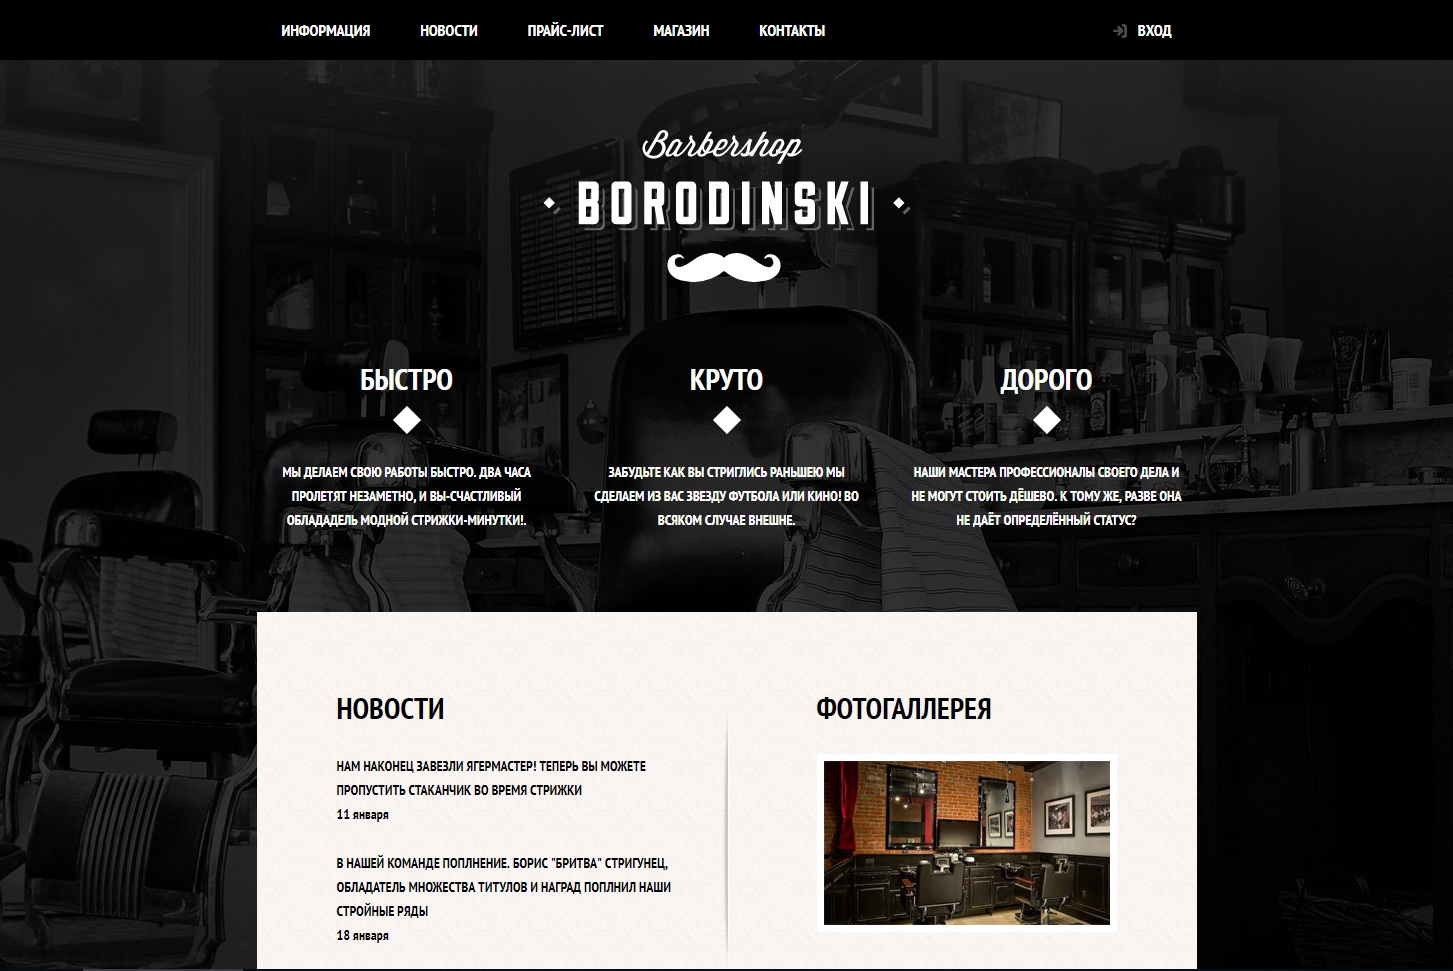 ИНФОРМАЦИЯ НОВОСТИ ПРАЙС-ЛИСТ МАГАЗИН КОНТАКТЫ ВХОД
Barbershop
BORODINSKI
БЫСТРО
МЫ ДЕЛАЕМ СВОЮ РАБОТЫ БЫСТРО. ДВА ЧАСА
ПРОЛЕТЯТ НЕЗАМЕТНО, И ВЫ-СЧАСТЛИВЫЙ
ОБЛАДАДЕЛЬ МОДНОЙ СТРИЖКИ-МИНУТКИ!.
КРУТО
ЗАБУДЬТЕ КАК ВЫ СТРИГЛИСЬ РАНЬШЕЮ МЫ
СДЕЛАЕМ ИЗ ВАС ЗВЕЗДУ ФУТБОЛА ИЛИ КИНО! ВО
ВСЯКОМ СЛУЧАЕ ВНЕШНЕ.
ДОРОГО
НАШИ МАСТЕРА ПРОФЕССИОНАЛЫ СВОЕГО ДЕЛА И
НЕ МОГУТ СТОИТЬ ДЁШЕВО. К ТОМУ ЖЕ, РАЗВЕ ОНА
НЕ ДАЁТ ОПРЕДЕЛЁННЫЙ СТАТУС?
НОВОСТИ
НАМ НАКОНЕЦ ЗАВЕЗЛИ ЯГЕРМАСТЕР! ТЕПЕРЬ ВЫ МОЖЕТЕ
ПРОПУСТИТЬ СТАКАНЧИК ВО ВРЕМЯ СТРИЖКИ
11 января
В НАШЕЙ КОМАНДЕ ПОПЛНЕНИЕ. БОРИС "БРИТВА" СТРИГУНЕЦ,
ОБЛАДАТЕЛЬ МНОЖЕСТВА ТИТУЛОВ И НАГРАД ПОПЛНИЛ НАШИ
СТРОЙНЫЕ РЯДЫ
18 января
ФОТОГАЛЛЕРЕЯ